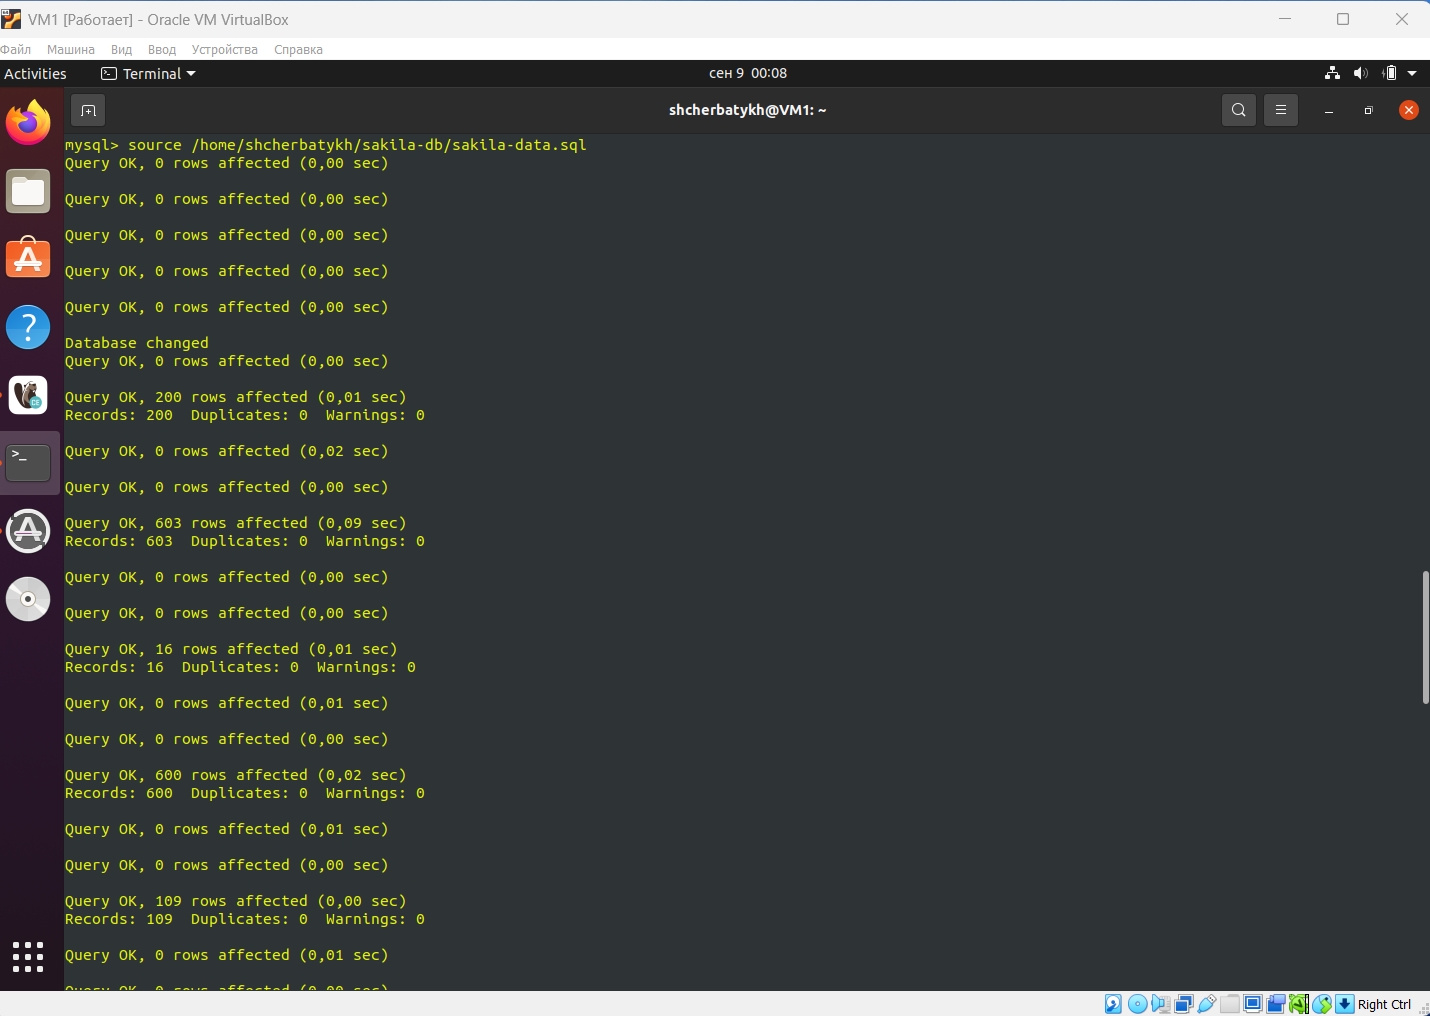 VM1 [Работает] - Oracle VM VirtualBox
Файл Машина Вид Ввод Устройства Справка
Activities Terminal сен 9 00:08
shcherbatykh@VM1: ~
mysql> source /home/shcherbatykh/sakila-db/sakila-data.sql
Query OK, 0 rows affected (0,00 sec)
Query OK, 0 rows affected (0,00 sec)
Query OK, 0 rows affected (0,00 sec)
Query OK, 0 rows affected (0,00 sec)
Query OK, 0 rows affected (0,00 sec)
Database changed
Query OK, 0 rows affected (0,00 sec)
Query OK, 200 rows affected (0,01 sec)
Records: 200  Duplicates: 0  Warnings: 0
Query OK, 0 rows affected (0,02 sec)
Query OK, 0 rows affected (0,00 sec)
Query OK, 603 rows affected (0,09 sec)
Records: 603  Duplicates: 0  Warnings: 0
Query OK, 0 rows affected (0,00 sec)
Query OK, 0 rows affected (0,00 sec)
Query OK, 16 rows affected (0,01 sec)
Records: 16  Duplicates: 0  Warnings: 0
Query OK, 0 rows affected (0,01 sec)
Query OK, 0 rows affected (0,00 sec)
Query OK, 600 rows affected (0,02 sec)
Records: 600  Duplicates: 0  Warnings: 0
Query OK, 0 rows affected (0,01 sec)
Query OK, 0 rows affected (0,00 sec)
Query OK, 109 rows affected (0,00 sec)
Records: 109  Duplicates: 0  Warnings: 0
Query OK, 0 rows affected (0,01 sec)
Query OK, 0 rows affected (0,00 sec)
Right Ctrl